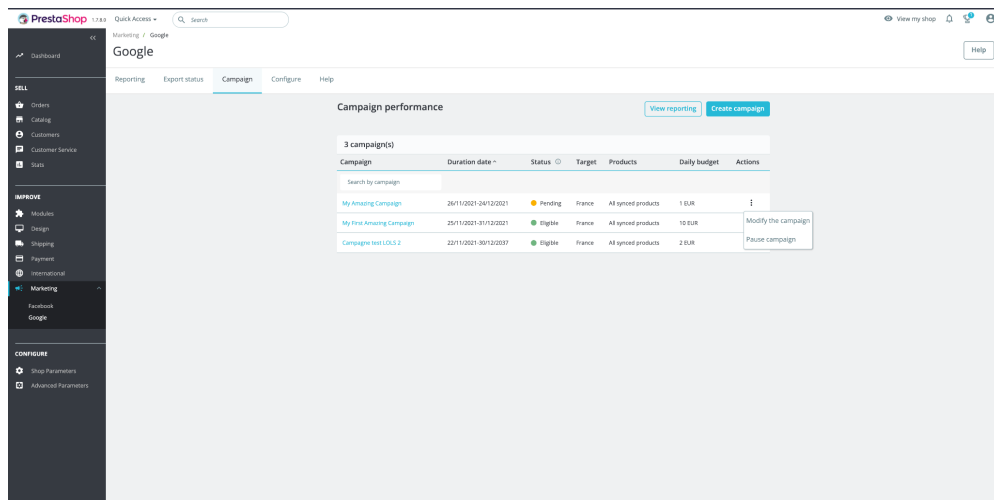 PrestaShop 1.7.8.0 Quick Access Search View my shop
Marketing / Google
Google
Help
Reporting Export status Campaign Configure Help
Dashboard
SELL
Orders
Catalog
Customers
Customer Service
Stats
IMPROVE
Modules
Design
Shipping
Payment
International
Marketing
Facebook
Google
CONFIGURE
Shop Parameters
Advanced Parameters
Campaign performance
View reporting Create campaign
3 campaign(s)
Campaign Duration date Status Target Products Daily budget Actions
Search by campaign
My Amazing Campaign 26/11/2021-24/12/2021 Pending France All synced products 1 EUR
My First Amazing Campaign 25/11/2021-31/12/2021 Eligible France All synced products 10 EUR
Campagne test LOLS 2 22/11/2021-30/12/2037 Eligible France All synced products 2 EUR
Modify the campaign
Pause campaign